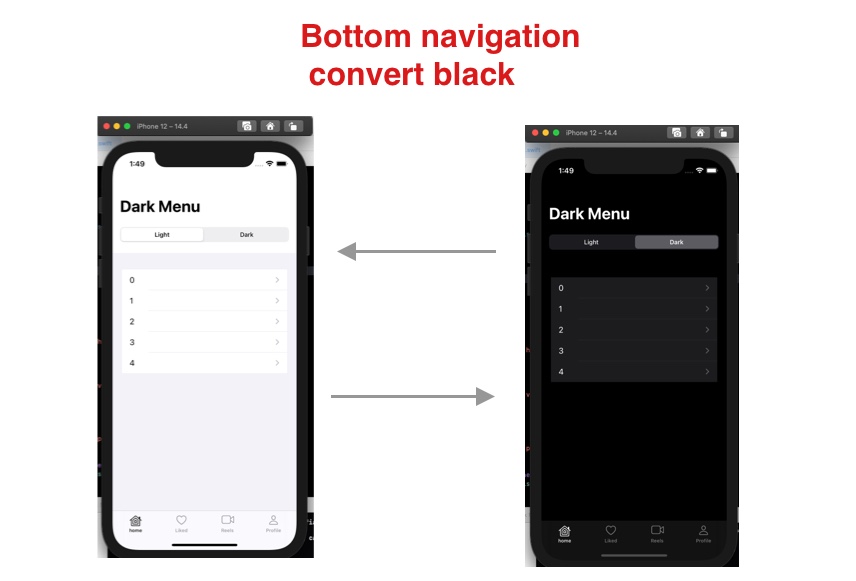 Bottom navigation
convert black
iPhone 12 – 14.4
1:49
Dark Menu
Light Dark
0
1
2
3
4
home Liked Reels Profile
iPhone 12 – 14.4
1:49
Dark Menu
Light Dark
0
1
2
3
4
home Liked Reels Profile